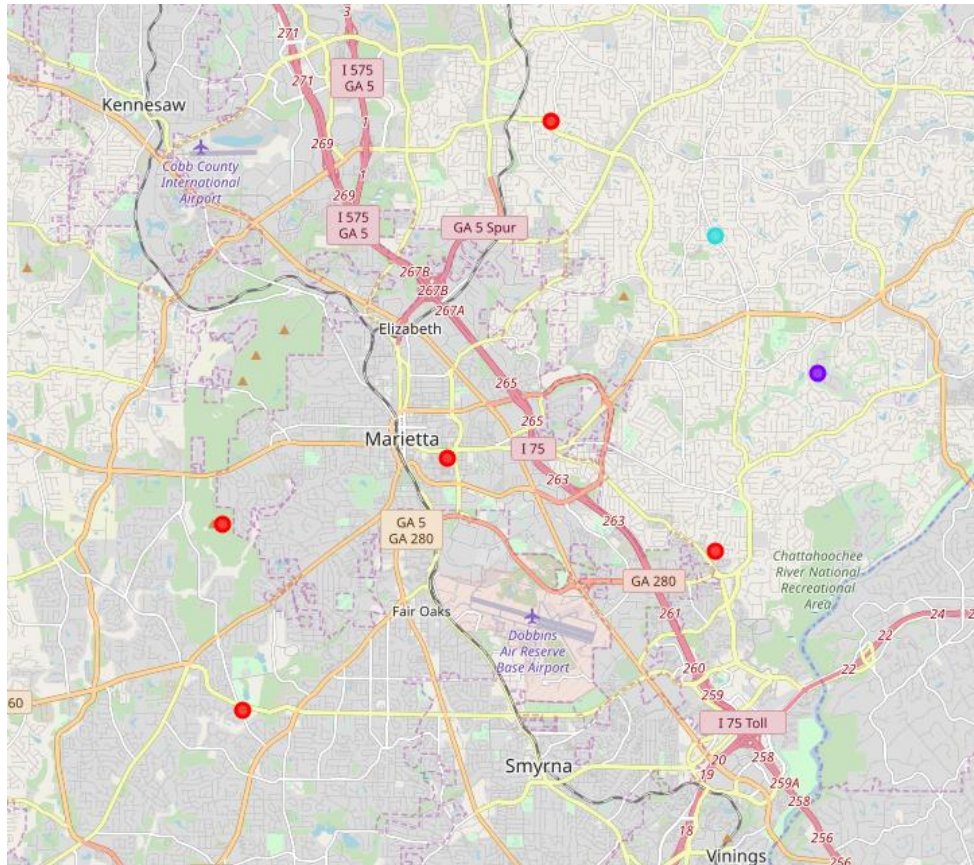 3
271
I 575
GA 5
271
Kennesaw
1
269
Cobb County
International
Airport
1
269
I 575
GA 5
GA 5 Spur
267B
267B
267A
Elizabeth
265
265
Marietta
I 75
263
263
GA 5
GA 280
Chattahoochee
River National
Recreational
Area
GA 280
Fair Oaks
261
24
2
Dobbins
Air Reserve
Base Airport
22
22
260
60
259
I 75 Toll
20
258
Smyrna
19
259A
258
18
256
Vinings
256